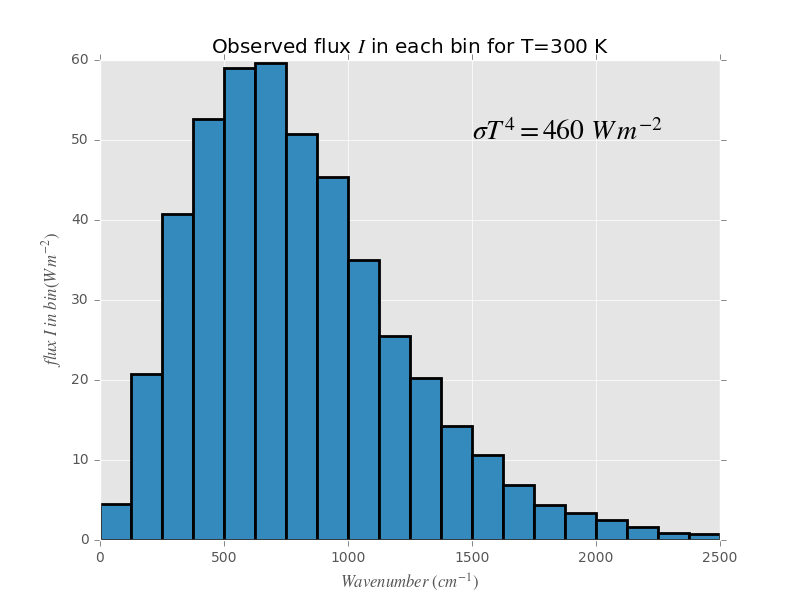 Observed flux I in each bin for T=300 K
σT⁴ = 460 Wm⁻²
flux I in bin(Wm⁻²)
60
50
40
30
20
10
0
0 500 1000 1500 2000 2500
Wavenumber (cm⁻¹)